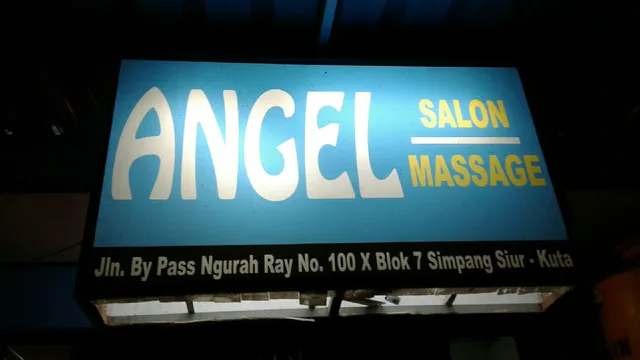 ANGEL
SALON
MASSAGE
Jln. By Pass Ngurah Ray No. 100 X Blok 7 Simpang Siur - Kuta